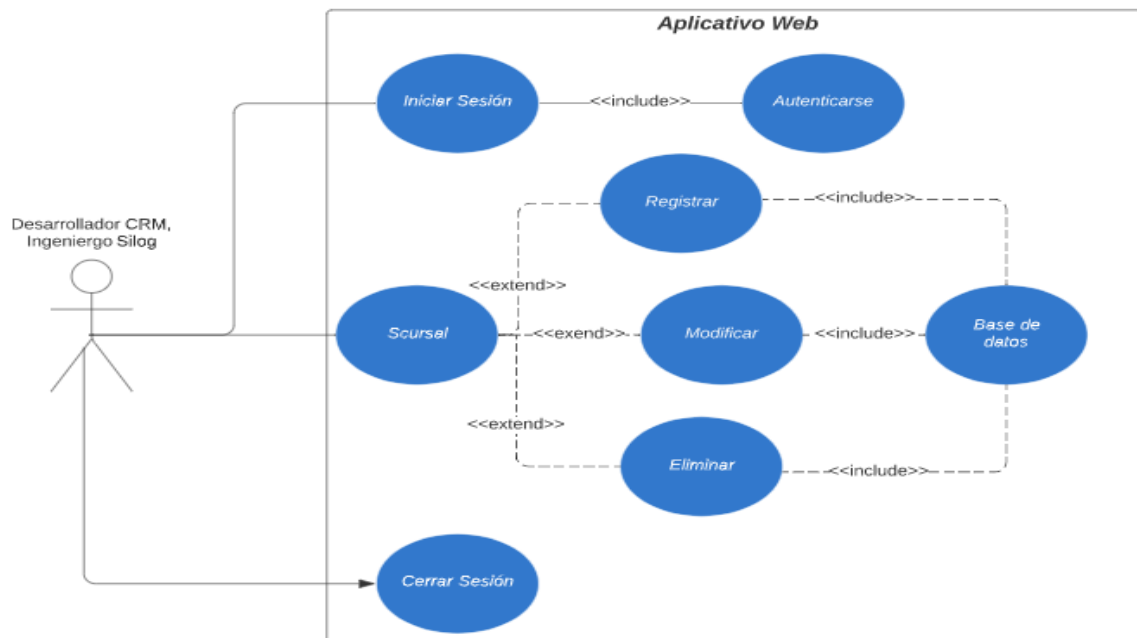 Aplicativo Web
Iniciar Sesión
<<include>>
Autenticarse
Registrar
<<include>>
Desarrollador CRM,
Ingeniergo Silog
<<extend>>
Scursal
<<exend>>
Modificar
<<include>>
Base de
datos
<<extend>>
Eliminar
<<include>>
Cerrar Sesión